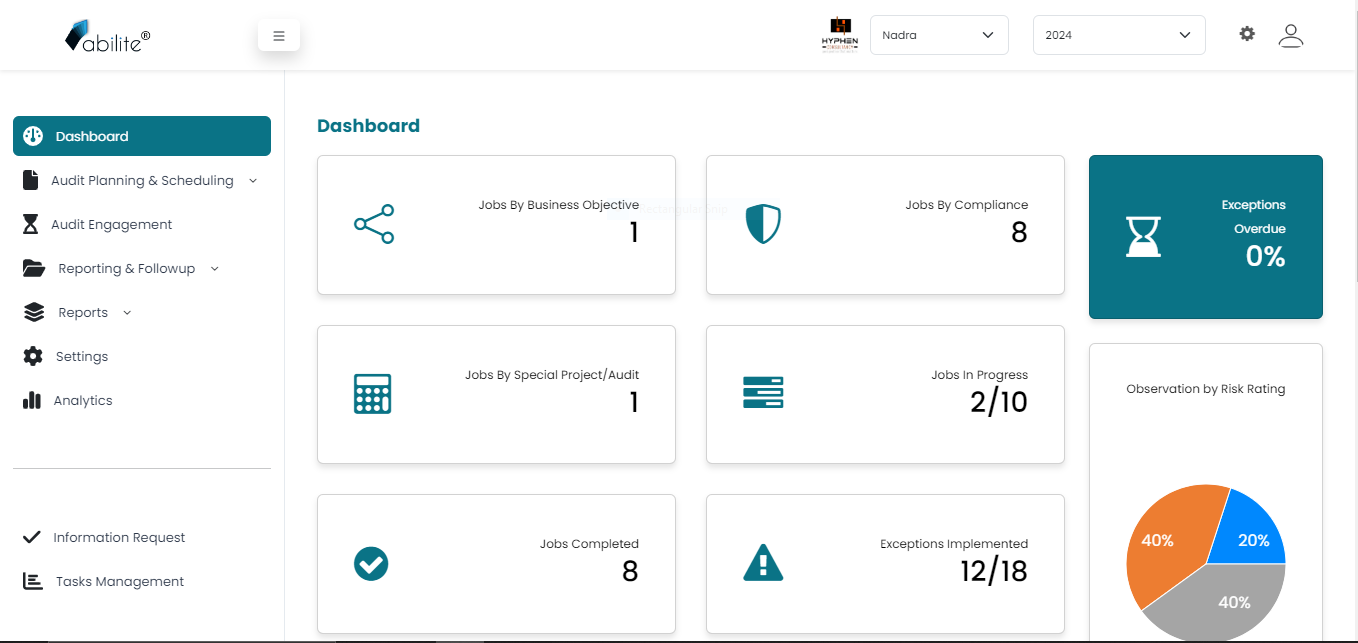 abilite®
HYPHEN
Nadra
2024
Dashboard
Audit Planning & Scheduling
Audit Engagement
Reporting & Followup
Reports
Settings
Analytics
Information Request
Tasks Management
Dashboard
Jobs By Business Objective
1
Jobs By Compliance
8
Exceptions
Overdue
0%
Jobs By Special Project/Audit
1
Jobs In Progress
2/10
Observation by Risk Rating
40%
20%
40%
Jobs Completed
8
Exceptions Implemented
12/18